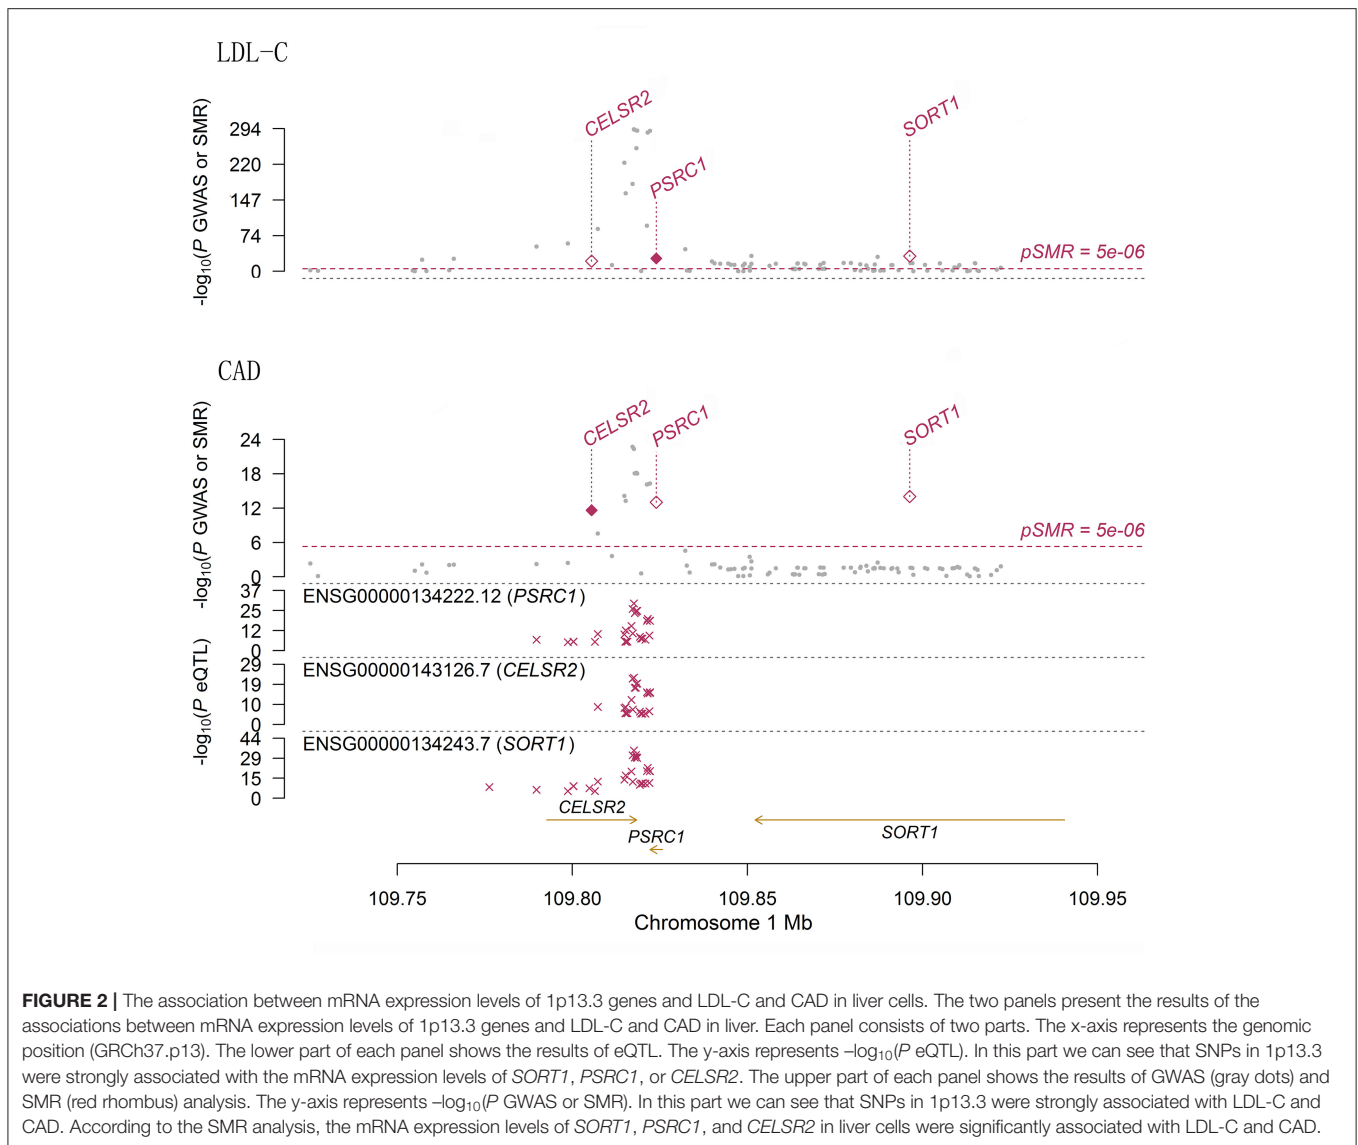 LDL-C
CELSR2
SORT1
PSRC1
-log10(P GWAS or SMR)
294
220
147
74
0
pSMR = 5e-06
CAD
CELSR2
PSRC1
SORT1
-log10(P GWAS or SMR)
24
18
12
6
0
pSMR = 5e-06
-log10(P eQTL)
37
25
12
0
ENSG00000134222.12 (PSRC1)
29
19
10
0
ENSG00000143126.7 (CELSR2)
44
29
15
0
ENSG00000134243.7 (SORT1)
CELSR2
PSRC1
SORT1
109.75 109.80 109.85 109.90 109.95
Chromosome 1 Mb
FIGURE 2 | The association between mRNA expression levels of 1p13.3 genes and LDL-C and CAD in liver cells. The two panels present the results of the
associations between mRNA expression levels of 1p13.3 genes and LDL-C and CAD in liver. Each panel consists of two parts. The x-axis represents the genomic
position (GRCh37.p13). The lower part of each panel shows the results of eQTL. The y-axis represents –log10(P eQTL). In this part we can see that SNPs in 1p13.3
were strongly associated with the mRNA expression levels of SORT1, PSRC1, or CELSR2. The upper part of each panel shows the results of GWAS (gray dots) and
SMR (red rhombus) analysis. The y-axis represents –log10(P GWAS or SMR). In this part we can see that SNPs in 1p13.3 were strongly associated with LDL-C and
CAD. According to the SMR analysis, the mRNA expression levels of SORT1, PSRC1, and CELSR2 in liver cells were significantly associated with LDL-C and CAD.